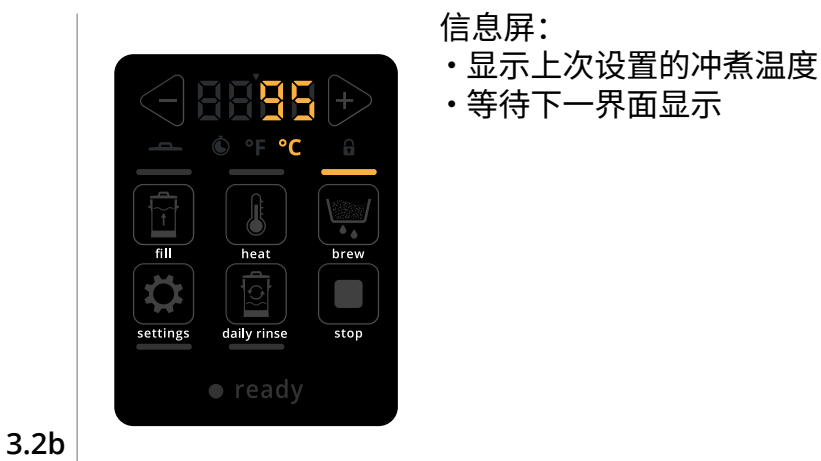 信息屏：
・显示上次设置的冲煮温度
・等待下一界面显示
95
°F °C
fill heat brew
settings daily rinse stop
ready
3.2b